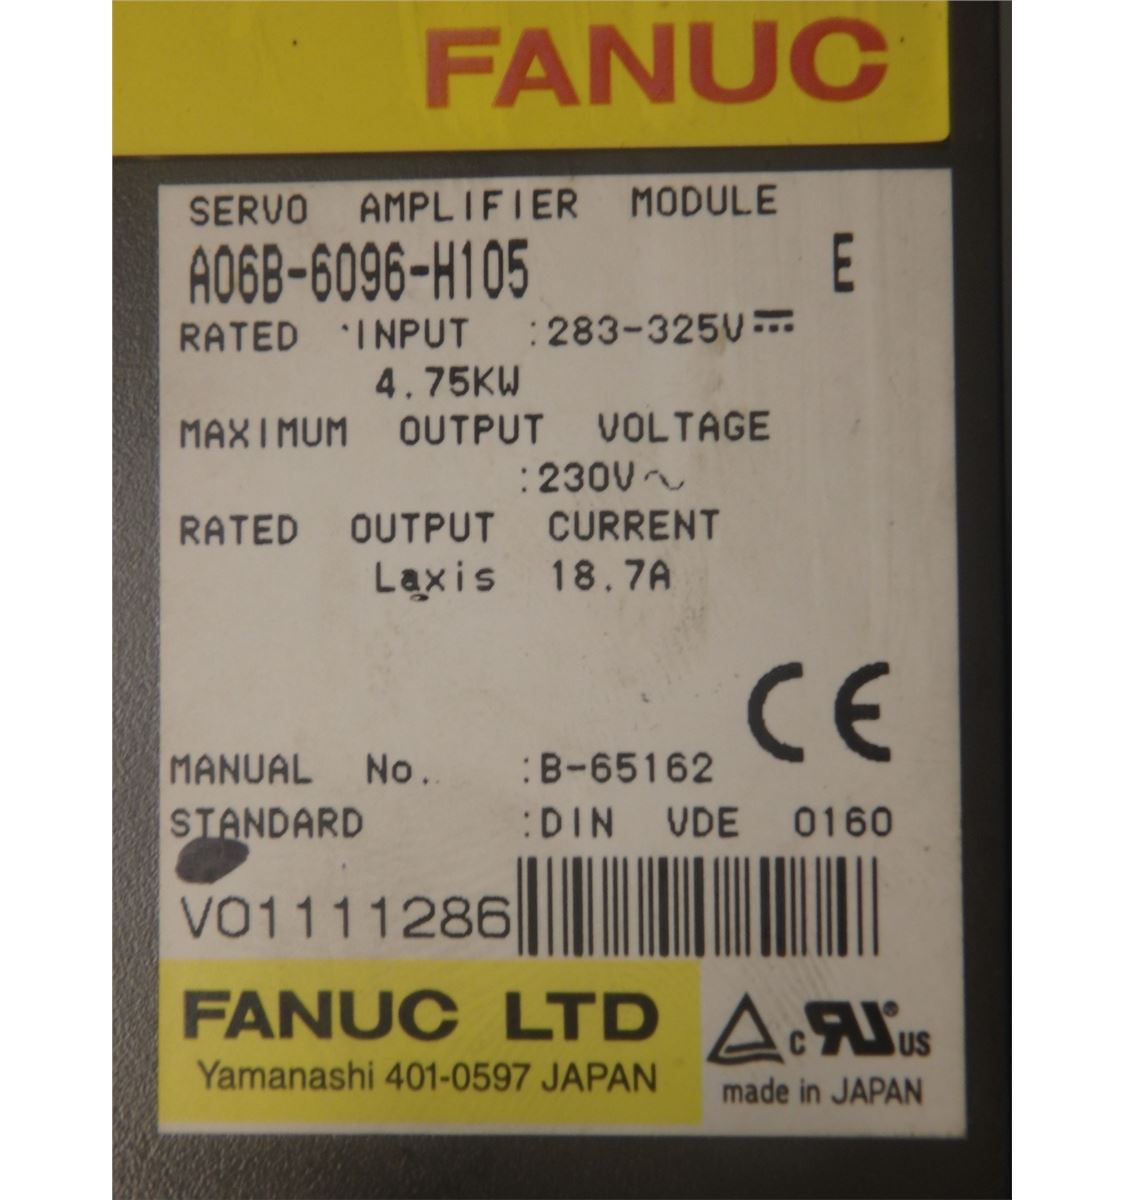 FANUC
SERVO AMPLIFIER MODULE
A06B-6096-H105 E
RATED INPUT :283-325V⎓
4.75KW
MAXIMUM OUTPUT VOLTAGE
:230V~
RATED OUTPUT CURRENT
Laxis 18.7A
CE
MANUAL No. :B-65162
STANDARD :DIN VDE 0160
V01111286
FANUC LTD
Yamanashi 401-0597 JAPAN
c RU® US
made in JAPAN